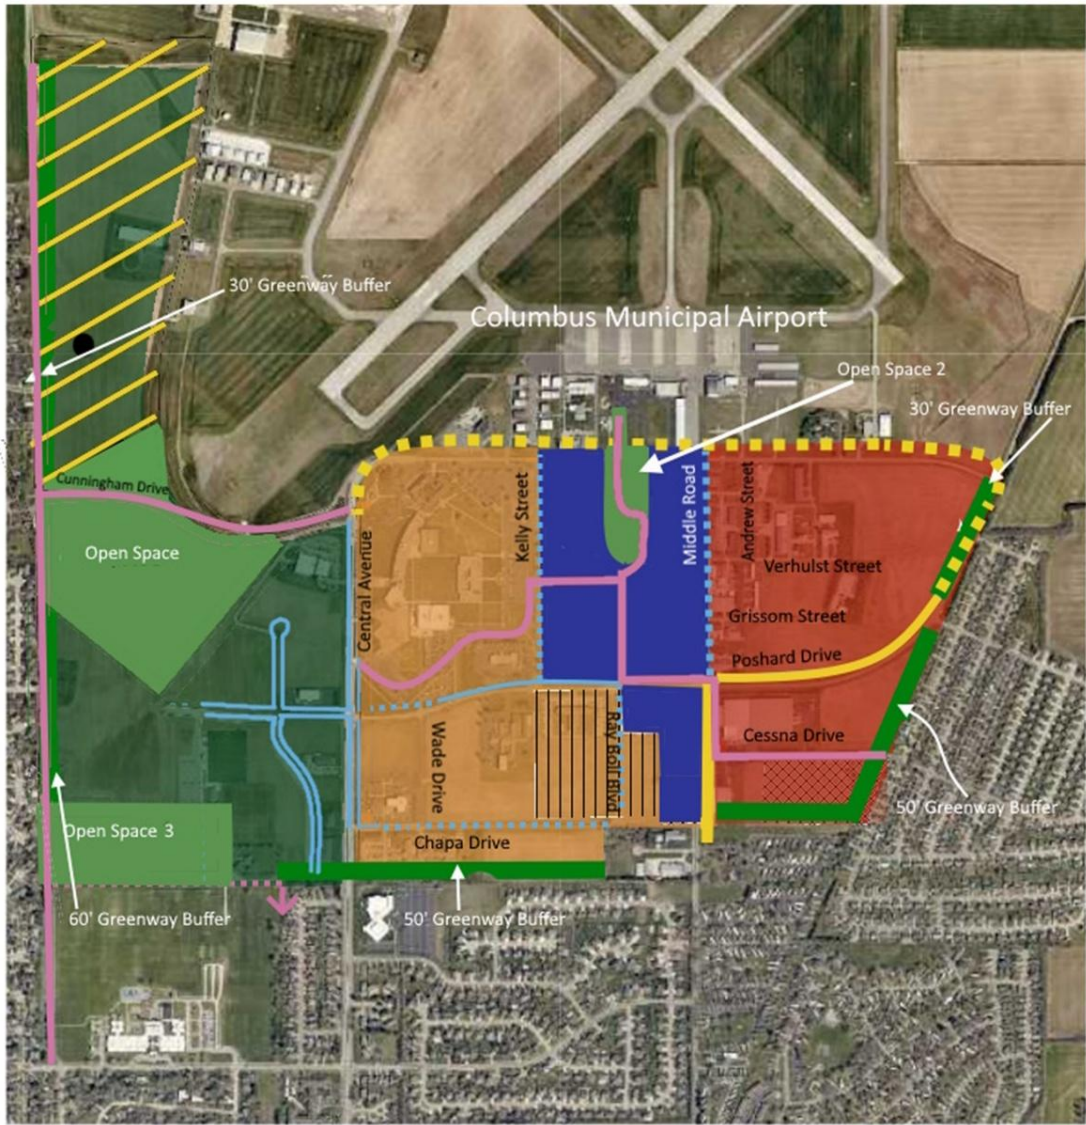 30' Greenway Buffer
Columbus Municipal Airport
Open Space 2
30' Greenway Buffer
Cunningham Drive
Open Space
Central Avenue
Kelly Street
Middle Road
Andrew Street
Verhulst Street
Grissom Street
Poshard Drive
Cessna Drive
Wade Drive
Ray Boll Blvd
50' Greenway Buffer
Open Space 3
Chapa Drive
60' Greenway Buffer
50' Greenway Buffer